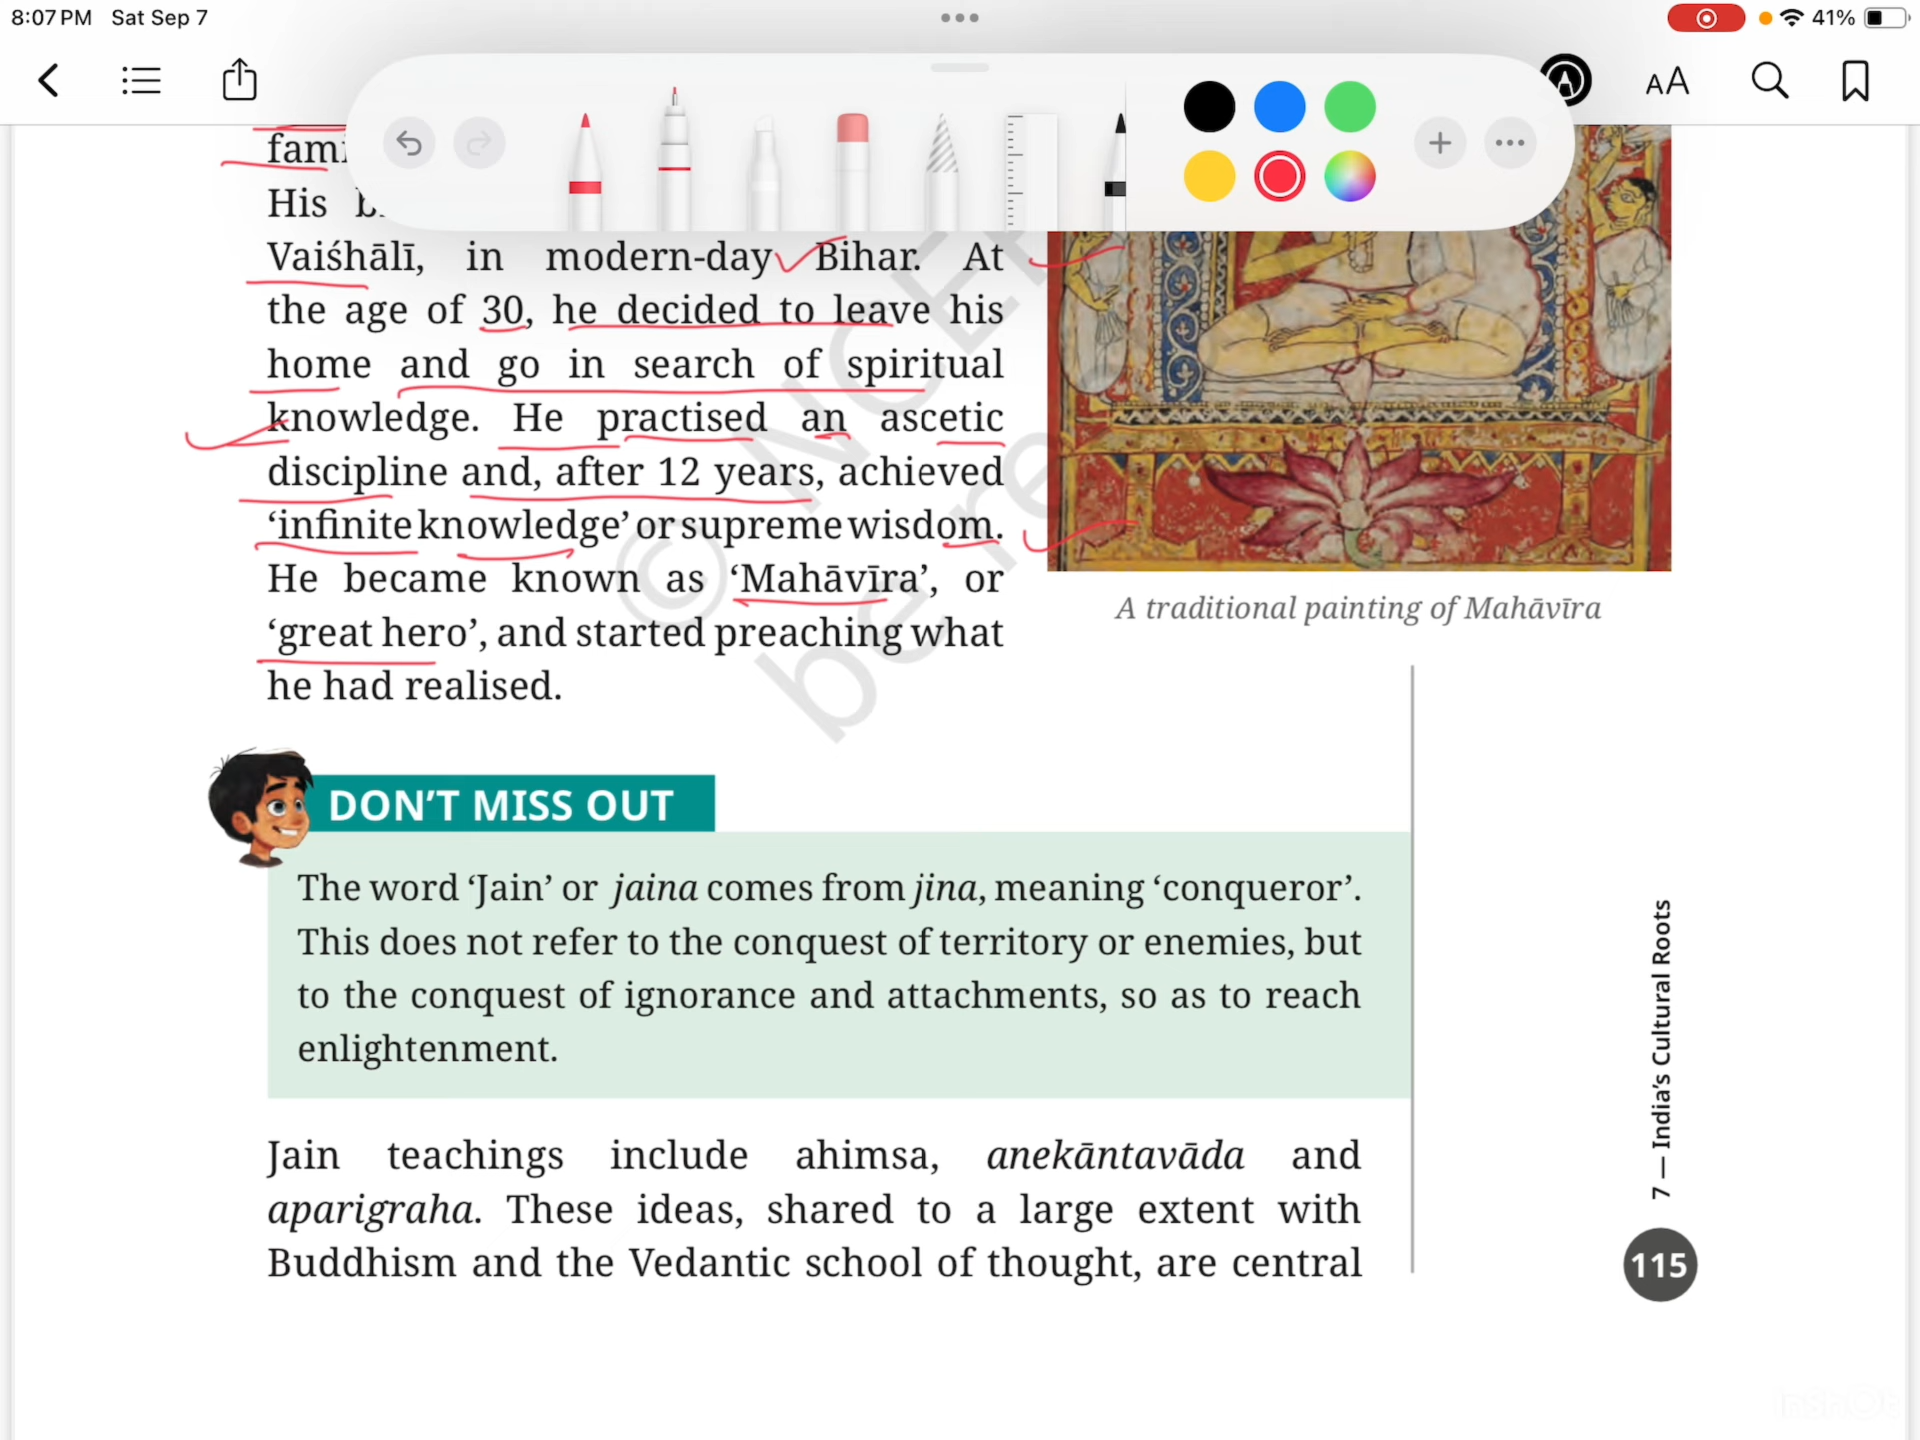 8:07 PM Sat Sep 7
41%
AA
fami
His
Vaiśhālī, in modern-day Bihar. At
the age of 30, he decided to leave his
home and go in search of spiritual
knowledge. He practised an ascetic
discipline and, after 12 years, achieved
‘infinite knowledge’ or supreme wisdom.
He became known as ‘Mahāvīra’, or
‘great hero’, and started preaching what
he had realised.
A traditional painting of Mahāvīra
DON’T MISS OUT
The word ‘Jain’ or jaina comes from jina, meaning ‘conqueror’.
This does not refer to the conquest of territory or enemies, but
to the conquest of ignorance and attachments, so as to reach
enlightenment.
Jain teachings include ahimsa, anekāntavāda and
aparigraha. These ideas, shared to a large extent with
Buddhism and the Vedantic school of thought, are central
7 — India’s Cultural Roots
115
© NCER
be re